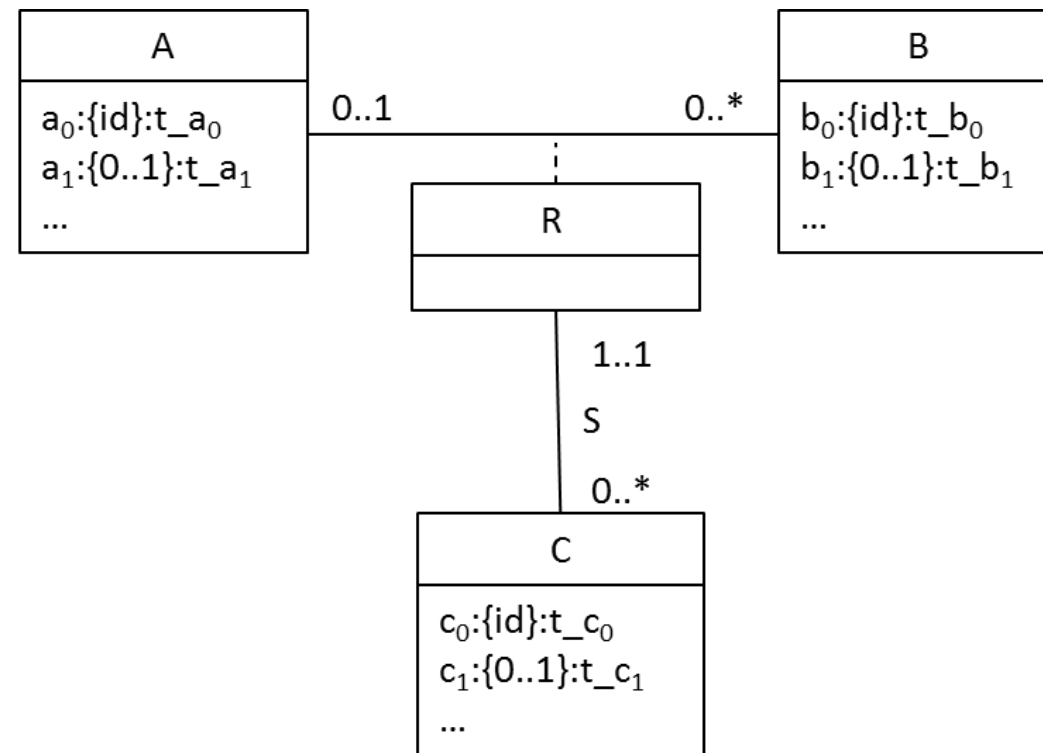 A
a₀:{id}:t_a₀
a₁:{0..1}:t_a₁
...
0..1
0..*
B
b₀:{id}:t_b₀
b₁:{0..1}:t_b₁
...
R
1..1
S
0..*
C
c₀:{id}:t_c₀
c₁:{0..1}:t_c₁
...